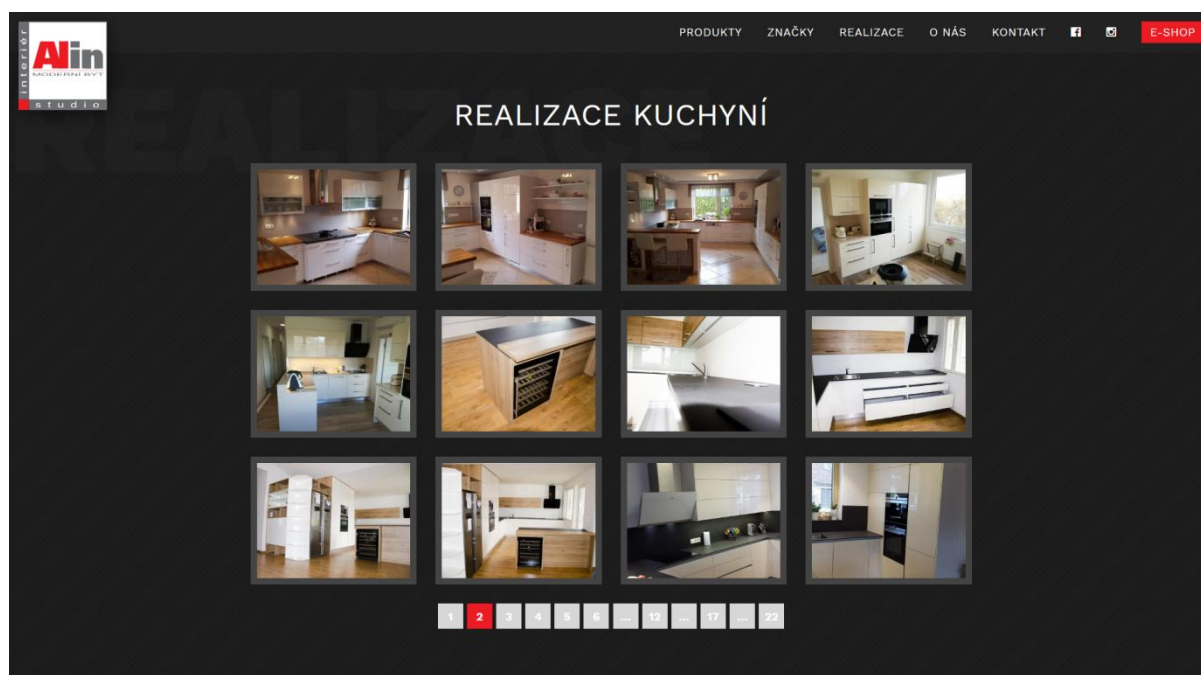 PRODUKTY ZNAČKY REALIZACE O NÁS KONTAKT E-SHOP
interiér
Alin
MODERNÍ BYT
studio
REALIZACE
REALIZACE KUCHYNÍ
1 2 3 4 5 6 ... 12 ... 17 ... 22